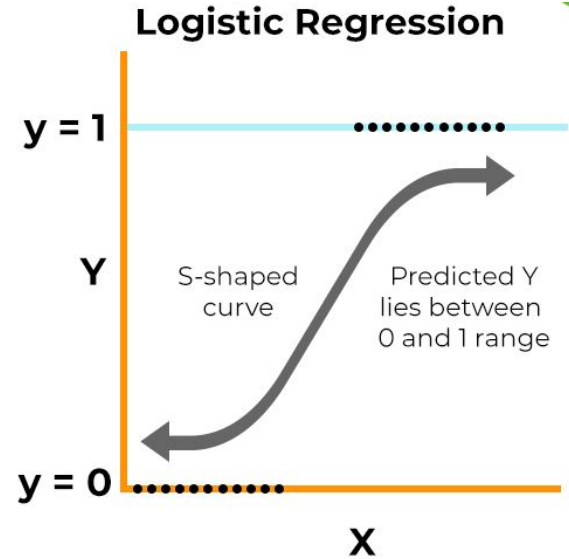 Logistic Regression
y = 1
Y
S-shaped
curve
Predicted Y
lies between
0 and 1 range
y = 0
X